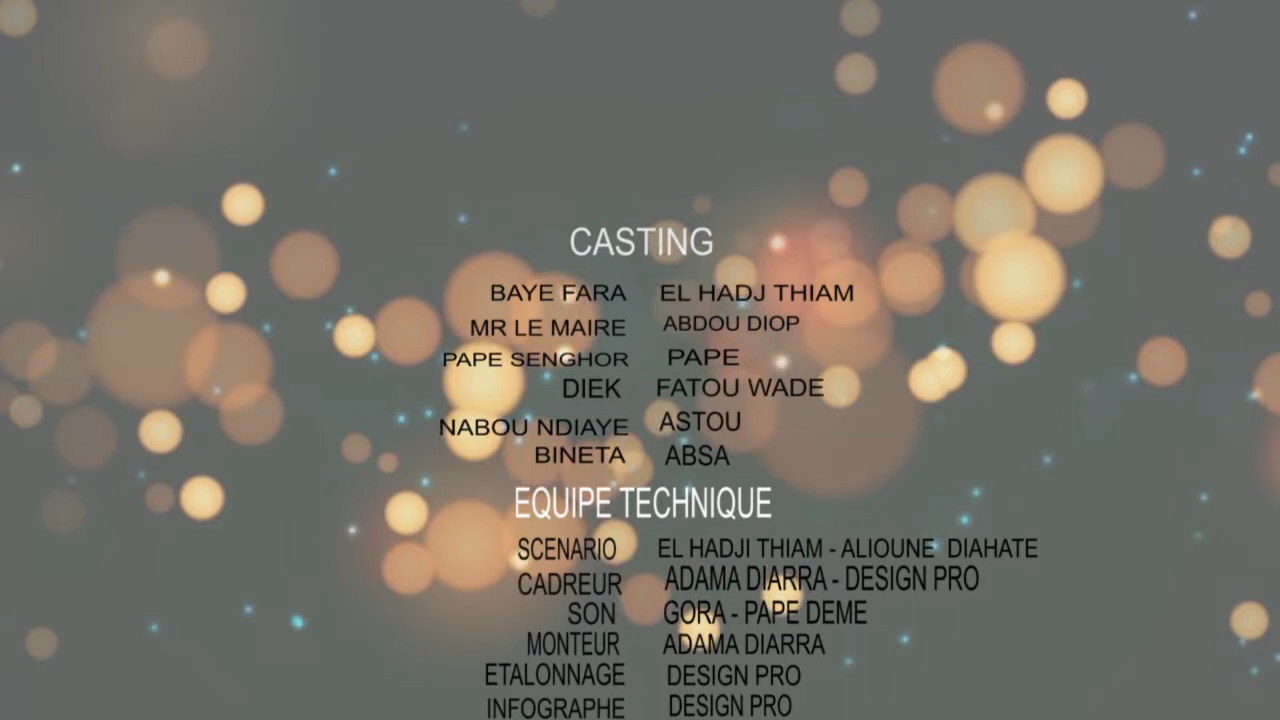 CASTING
BAYE FARA EL HADJ THIAM
MR LE MAIRE ABDOU DIOP
PAPE SENGHOR PAPE
DIEK FATOU WADE
NABOU NDIAYE ASTOU
BINETA ABSA
EQUIPE TECHNIQUE
SCENARIO EL HADJI THIAM - ALIOUNE DIAHATE
CADREUR ADAMA DIARRA - DESIGN PRO
SON GORA - PAPE DEME
MONTEUR ADAMA DIARRA
ETALONNAGE DESIGN PRO
INFOGRAPHE DESIGN PRO